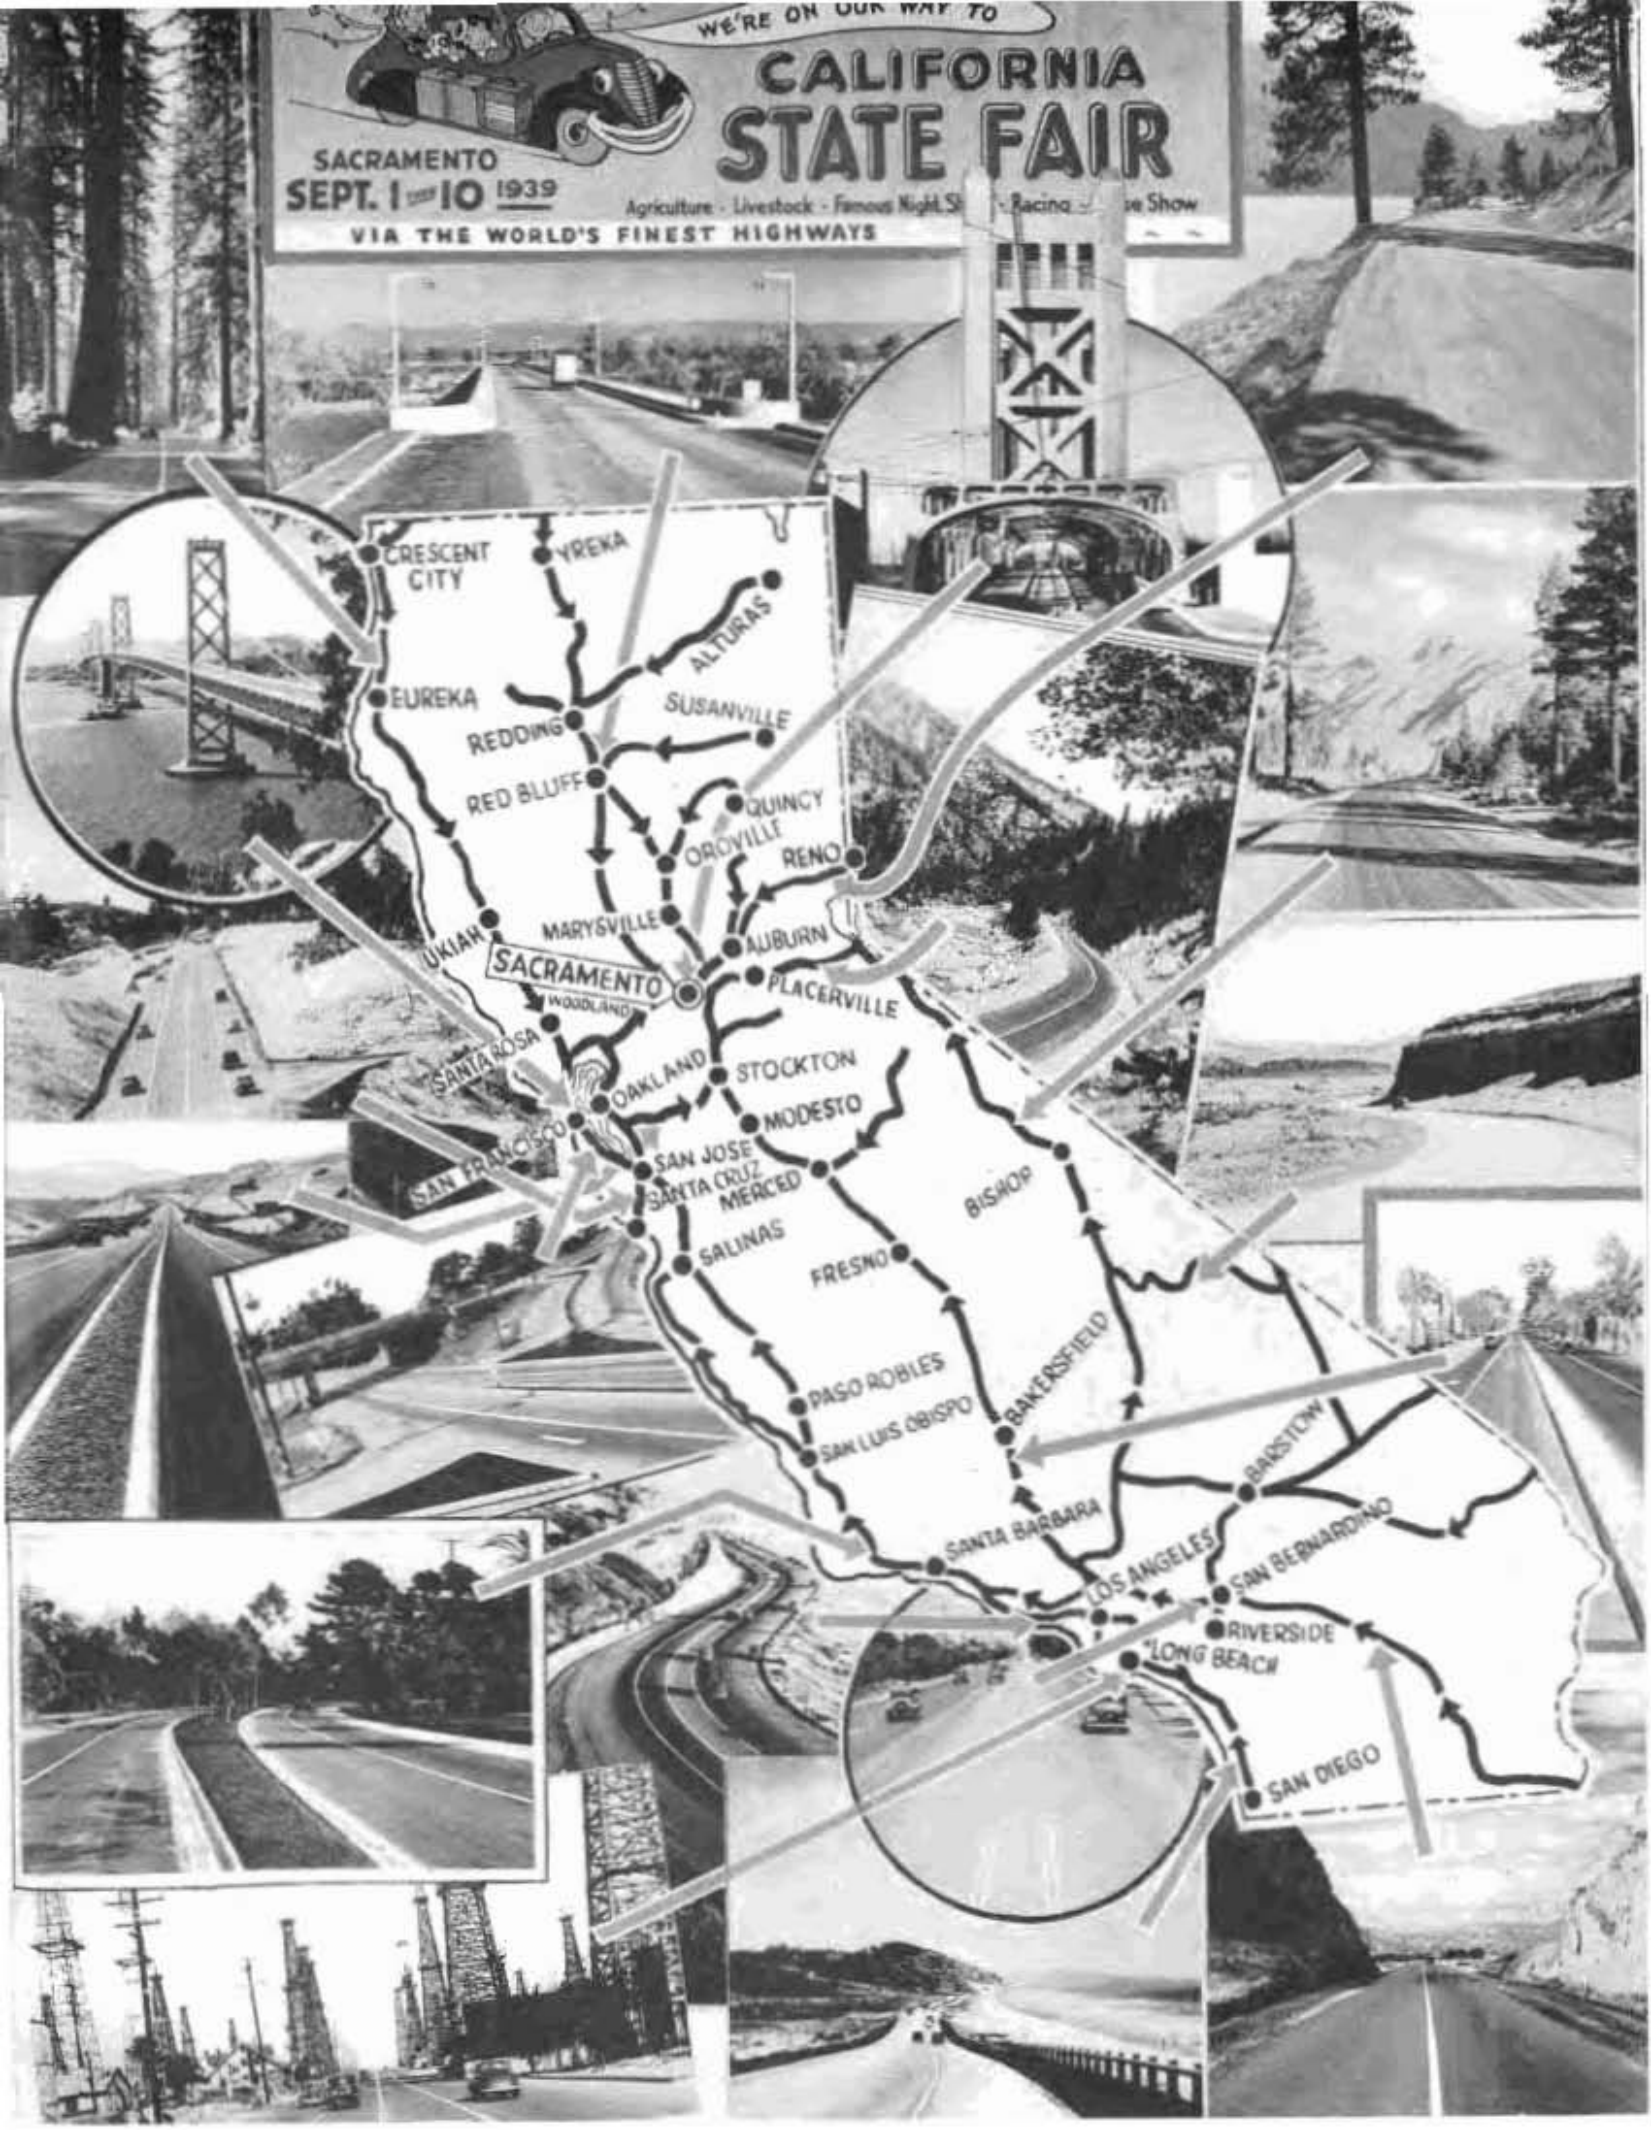 WE'RE ON OUR WAY TO
CALIFORNIA
STATE FAIR
SACRAMENTO
SEPT. 1 THRU 10 1939
Agriculture - Livestock - Famous Night - Racing - Show
VIA THE WORLD'S FINEST HIGHWAYS
CRESCENT
CITY
YREKA
ALTURAS
EUREKA
SUSANVILLE
REDDING
RED BLUFF
QUINCY
OROVILLE
RENO
MARYSVILLE
UKIAH
AUBURN
SACRAMENTO
PLACERVILLE
WOODLAND
SANTA ROSA
OAKLAND
STOCKTON
MODESTO
SAN FRANCISCO
SAN JOSE
SANTA CRUZ
MERCED
BISHOP
SALINAS
FRESNO
PASO ROBLES
BAKERSFIELD
SAN LUIS OBISPO
BARSTOW
SANTA BARBARA
LOS ANGELES
SAN BERNARDINO
RIVERSIDE
LONG BEACH
SAN DIEGO